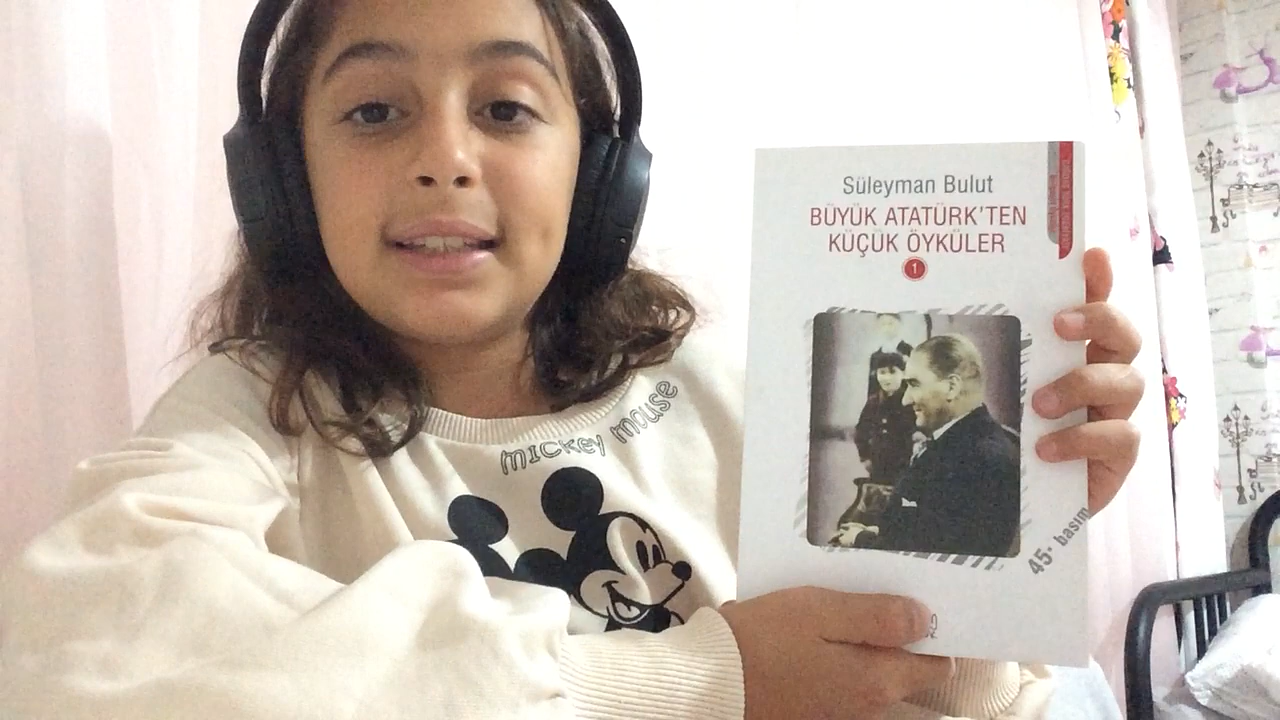 mickey mouse
Süleyman Bulut
BÜYÜK ATATÜRK'TEN
KÜÇÜK ÖYKÜLER
1
45. basım